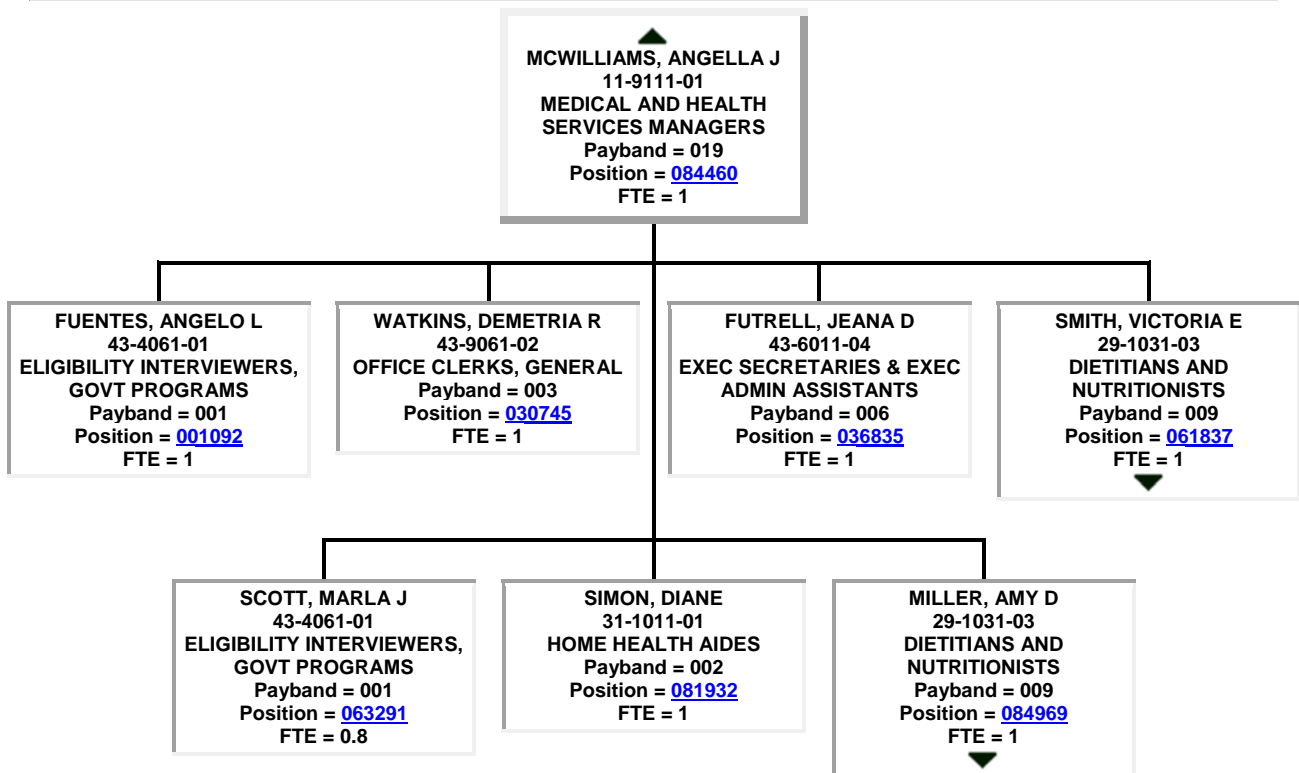 MCWILLIAMS, ANGELLA J
11-9111-01
MEDICAL AND HEALTH
SERVICES MANAGERS
Payband = 019
Position = 084460
FTE = 1
FUENTES, ANGELO L
43-4061-01
ELIGIBILITY INTERVIEWERS,
GOVT PROGRAMS
Payband = 001
Position = 001092
FTE = 1
WATKINS, DEMETRIA R
43-9061-02
OFFICE CLERKS, GENERAL
Payband = 003
Position = 030745
FTE = 1
FUTRELL, JEANA D
43-6011-04
EXEC SECRETARIES & EXEC
ADMIN ASSISTANTS
Payband = 006
Position = 036835
FTE = 1
SMITH, VICTORIA E
29-1031-03
DIETITIANS AND
NUTRITIONISTS
Payband = 009
Position = 061837
FTE = 1
SCOTT, MARLA J
43-4061-01
ELIGIBILITY INTERVIEWERS,
GOVT PROGRAMS
Payband = 001
Position = 063291
FTE = 0.8
SIMON, DIANE
31-1011-01
HOME HEALTH AIDES
Payband = 002
Position = 081932
FTE = 1
MILLER, AMY D
29-1031-03
DIETITIANS AND
NUTRITIONISTS
Payband = 009
Position = 084969
FTE = 1